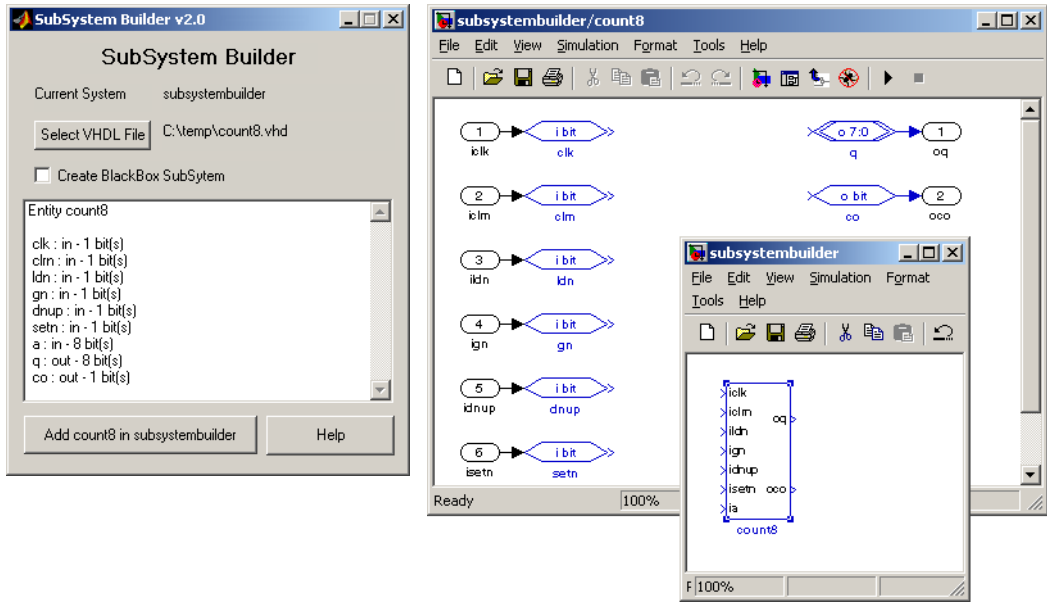 SubSystem Builder v2.0
SubSystem Builder
Current System subsystembuilder
Select VHDL File C:\temp\count8.vhd
Create BlackBox SubSytem
Entity count8
clk : in - 1 bit(s)
clrn : in - 1 bit(s)
ldn : in - 1 bit(s)
gn : in - 1 bit(s)
dnup : in - 1 bit(s)
setn : in - 1 bit(s)
a : in - 8 bit(s)
q : out - 8 bit(s)
co : out - 1 bit(s)
Add count8 in subsystembuilder Help
subsystembuilder/count8
File Edit View Simulation Format Tools Help
1 i bit o 7:0 1
iclk clk q oq
2 i bit o bit 2
iclrn clrn co oco
3 i bit
ildn ldn
4 i bit
ign gn
5 i bit
idnup dnup
6 i bit
isetn setn
Ready 100%
subsystembuilder
File Edit View Simulation Format
Tools Help
iclk
iclrn
oq
ildn
ign
idnup
isetn oco
ia
count8
F 100%